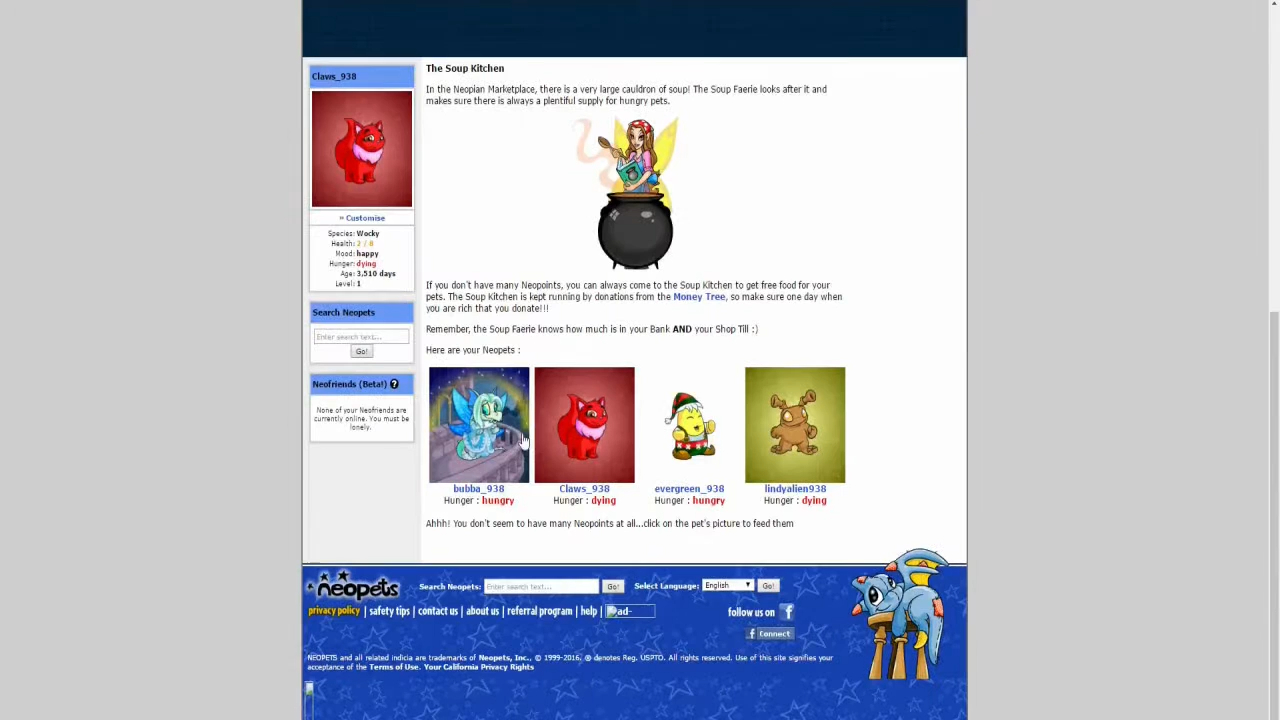 Claws_938
» Customise
Species: Wocky
Health: 2 / 8
Mood: happy
Hunger: dying
Age: 3,510 days
Level: 1
Search Neopets
Enter search text...
Go!
Neofriends (Beta!) ?
None of your Neofriends are
currently online. You must be
lonely.
The Soup Kitchen
In the Neopian Marketplace, there is a very large cauldron of soup! The Soup Faerie looks after it and
makes sure there is always a plentiful supply for hungry pets.
If you don't have many Neopoints, you can always come to the Soup Kitchen to get free food for your
pets. The Soup Kitchen is kept running by donations from the Money Tree, so make sure one day when
you are rich that you donate!!!
Remember, the Soup Faerie knows how much is in your Bank AND your Shop Till :)
Here are your Neopets :
bubba_938 Claws_938 evergreen_938 lindyalien938
Hunger : hungry Hunger : dying Hunger : hungry Hunger : dying
Ahhh! You don't seem to have many Neopoints at all...click on the pet's picture to feed them
neopets Search Neopets: Enter search text... Go! Select Language: English Go!
privacy policy | safety tips | contact us | about us | referral program | help | ad- follow us on f
f Connect
NEOPETS and all related indicia are trademarks of Neopets, Inc., © 1999-2016. ® denotes Reg. USPTO. All rights reserved. Use of this site signifies your
acceptance of the Terms of Use. Your California Privacy Rights